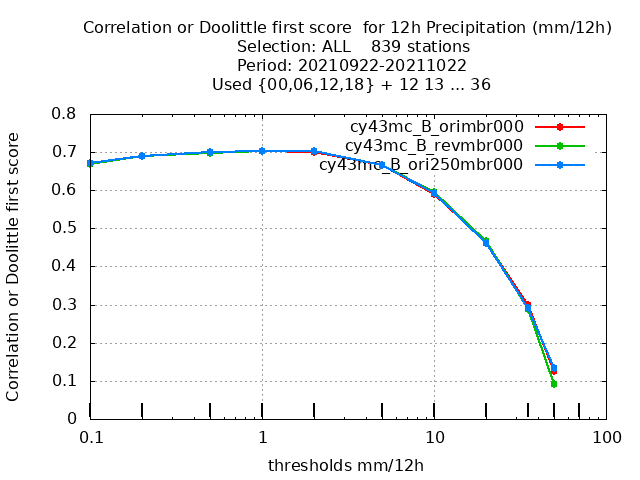 Correlation or Doolittle first score  for 12h Precipitation (mm/12h)
Selection: ALL    839 stations
Period: 20210922-20211022
Used {00,06,12,18} + 12 13 ... 36
cy43mc_B_orimbr000
cy43mc_B_revmbr000
cy43mc_B_ori250mbr000
Correlation or Doolittle first score
0.8
0.7
0.6
0.5
0.4
0.3
0.2
0.1
0
0.1 1 10 100
thresholds mm/12h